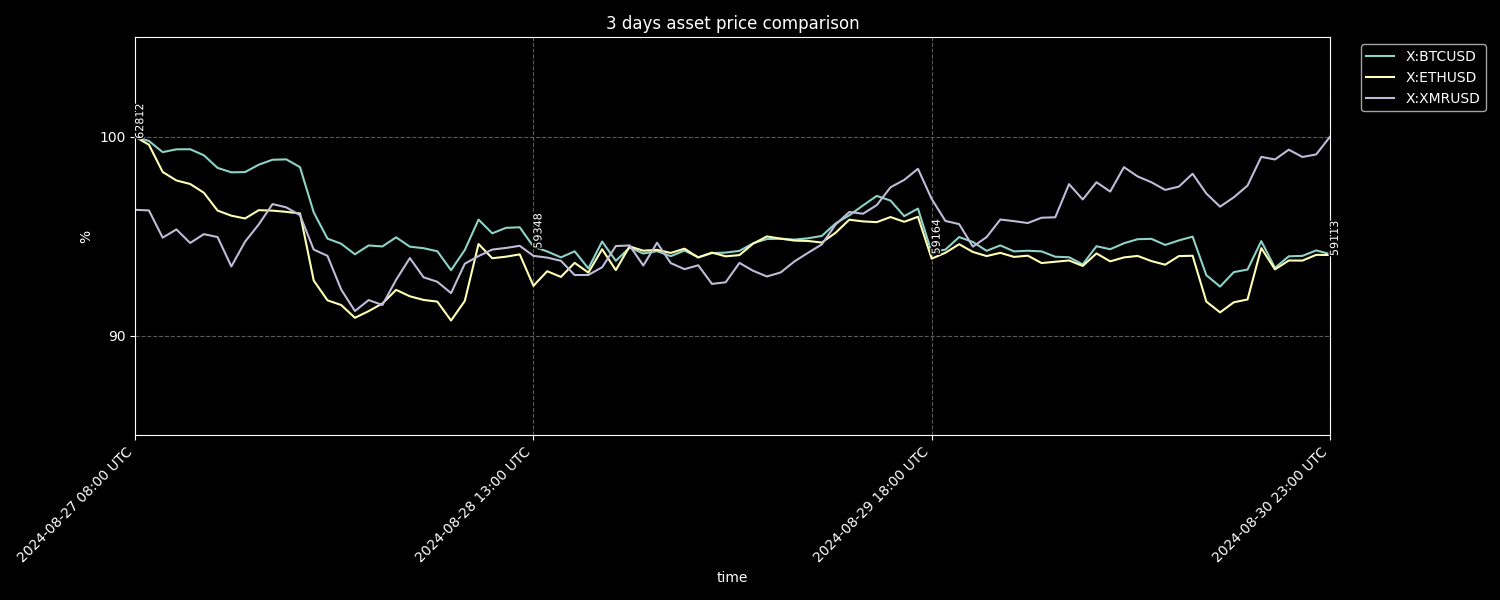 3 days asset price comparison
X:BTCUSD
X:ETHUSD
X:XMRUSD
62812
59348
59164
59113
100
90
%
2024-08-27 08:00 UTC
2024-08-28 13:00 UTC
2024-08-29 18:00 UTC
2024-08-30 23:00 UTC
time